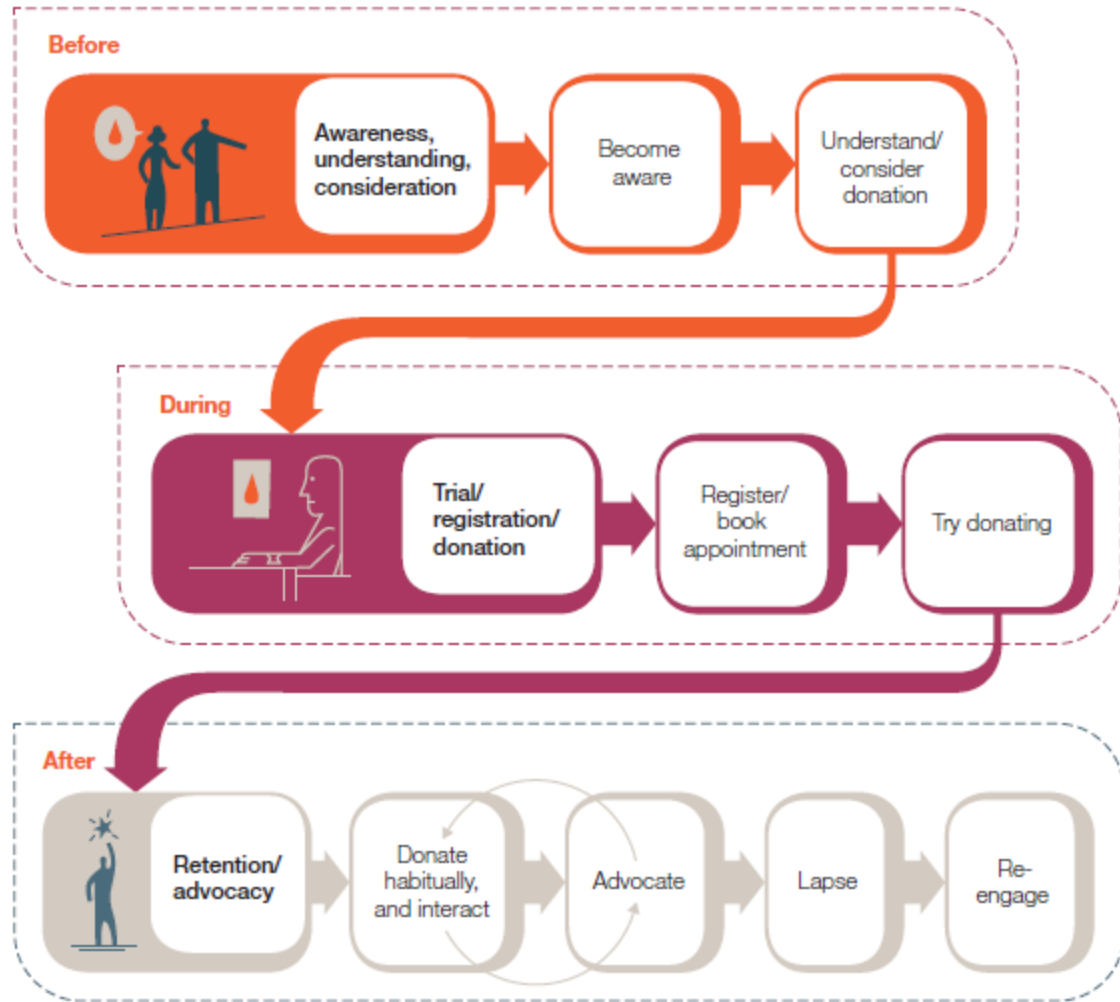 Before
Awareness,
understanding,
consideration
Become
aware
Understand/
consider
donation
During
Trial/
registration/
donation
Register/
book
appointment
Try donating
After
Retention/
advocacy
Donate
habitually,
and interact
Advocate
Lapse
Re-
engage